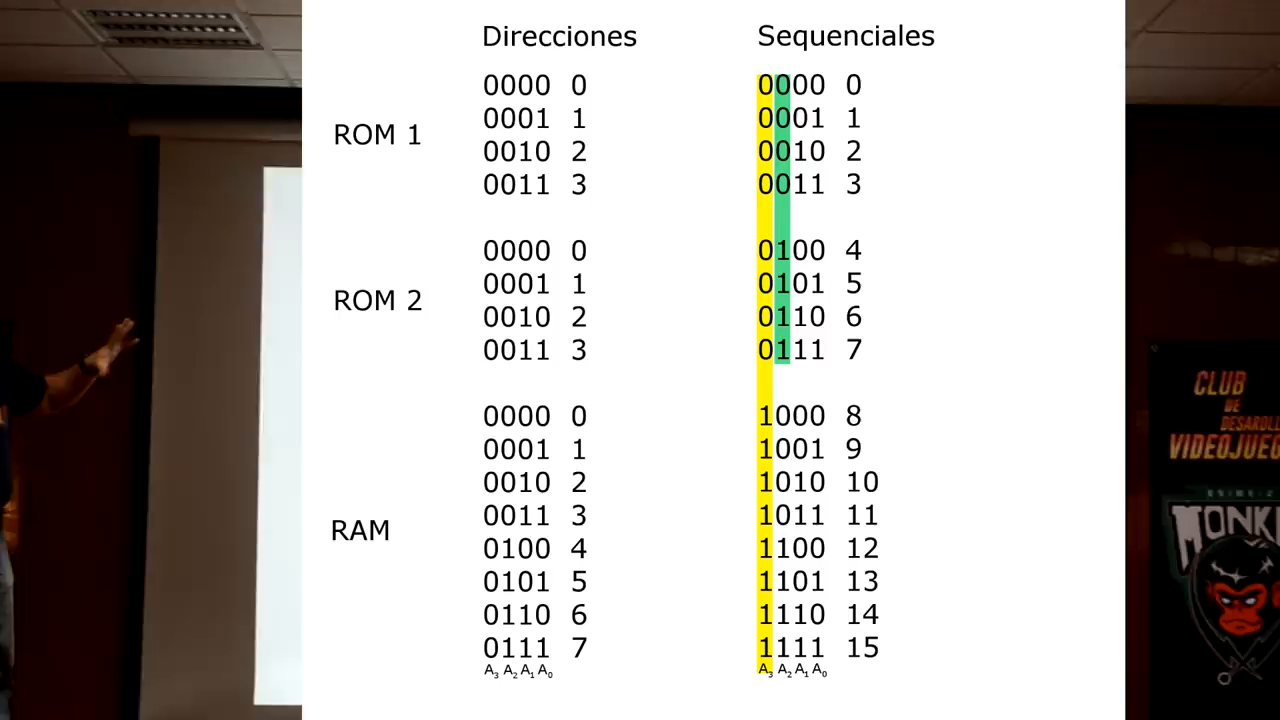 Direcciones Sequenciales
0000 0 0000 0
0001 1 0001 1
ROM 1
0010 2 0010 2
0011 3 0011 3
0000 0 0100 4
0001 1 0101 5
ROM 2
0010 2 0110 6
0011 3 0111 7
0000 0 1000 8
0001 1 1001 9
0010 2 1010 10
0011 3 1011 11
RAM
0100 4 1100 12
0101 5 1101 13
0110 6 1110 14
0111 7 1111 15
A3 A2 A1 A0 A3 A2 A1 A0
CLUB
DE
DESAROLL
VIDEOJUEG
MONK